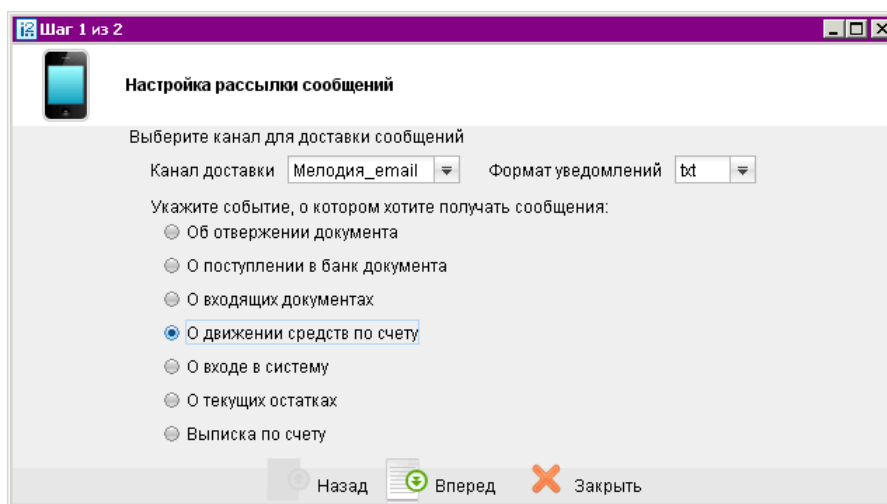 i2 Шаг 1 из 2
Настройка рассылки сообщений
Выберите канал для доставки сообщений
Канал доставки Мелодия_email Формат уведомлений txt
Укажите событие, о котором хотите получать сообщения:
Об отвержении документа
О поступлении в банк документа
О входящих документах
О движении средств по счету
О входе в систему
О текущих остатках
Выписка по счету
Назад Вперед Закрыть